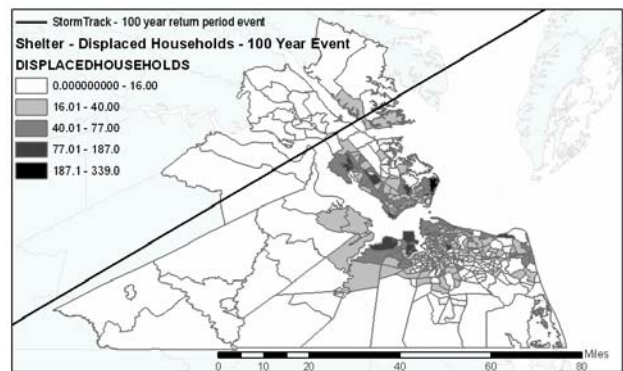 StormTrack - 100 year return period event
Shelter - Displaced Households - 100 Year Event
DISPLACEDHOUSEHOLDS
0.000000000 - 16.00
16.01 - 40.00
40.01 - 77.00
77.01 - 187.0
187.1 - 339.0
Miles
0 10 20 40 60 80